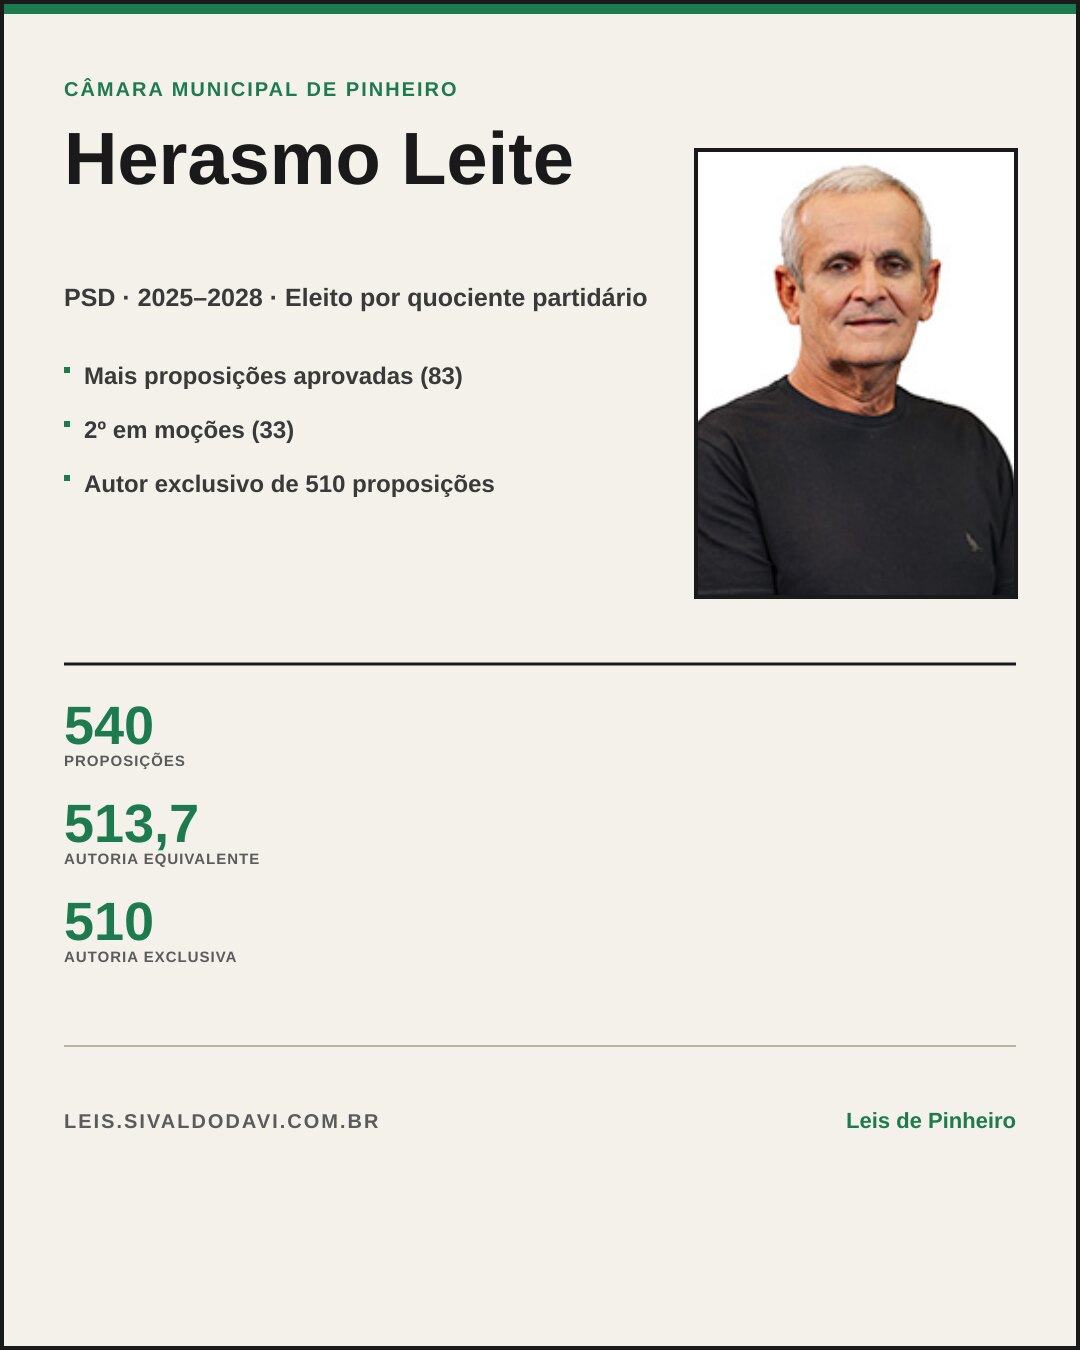 CÂMARA MUNICIPAL DE PINHEIRO
Herasmo Leite
PSD · 2025–2028 · Eleito por quociente partidário
Mais proposições aprovadas (83)
2º em moções (33)
Autor exclusivo de 510 proposições
540
PROPOSIÇÕES
513,7
AUTORIA EQUIVALENTE
510
AUTORIA EXCLUSIVA
LEIS.SIVALDODAVI.COM.BR
Leis de Pinheiro